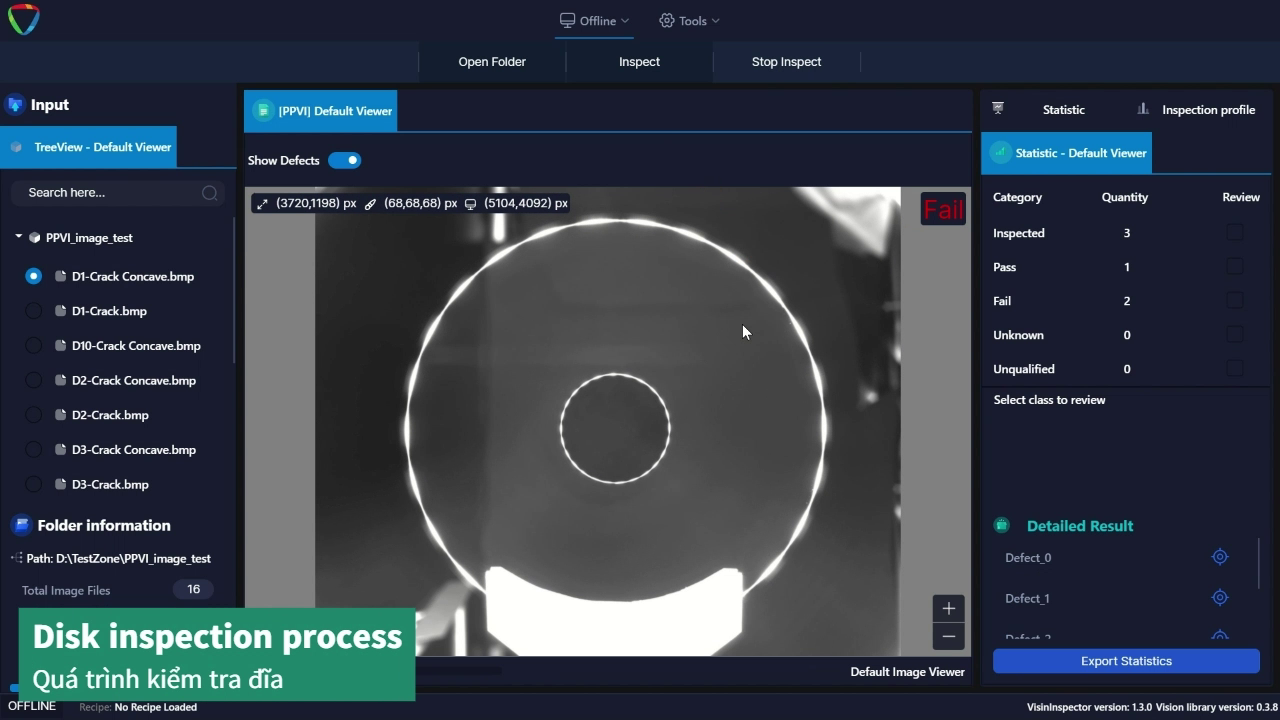 Offline
Tools
Open Folder
Inspect
Stop Inspect
Input
TreeView - Default Viewer
Search here...
PPVI_image_test
D1-Crack Concave.bmp
D1-Crack.bmp
D10-Crack Concave.bmp
D2-Crack Concave.bmp
D2-Crack.bmp
D3-Crack Concave.bmp
D3-Crack.bmp
Folder information
Path: D:\TestZone\PPVI_image_test
Total Image Files 16
[PPVI] Default Viewer
Show Defects
(3720,1198) px (68,68,68) px (5104,4092) px
Fail
+
−
Default Image Viewer
Statistic
Inspection profile
Statistic - Default Viewer
Category Quantity Review
Inspected 3
Pass 1
Fail 2
Unknown 0
Unqualified 0
Select class to review
Detailed Result
Defect_0
Defect_1
Defect_2
Export Statistics
Disk inspection process
Quá trình kiểm tra đĩa
OFFLINE
Recipe: No Recipe Loaded
VisinInspector version: 1.3.0 Vision library version: 0.3.8